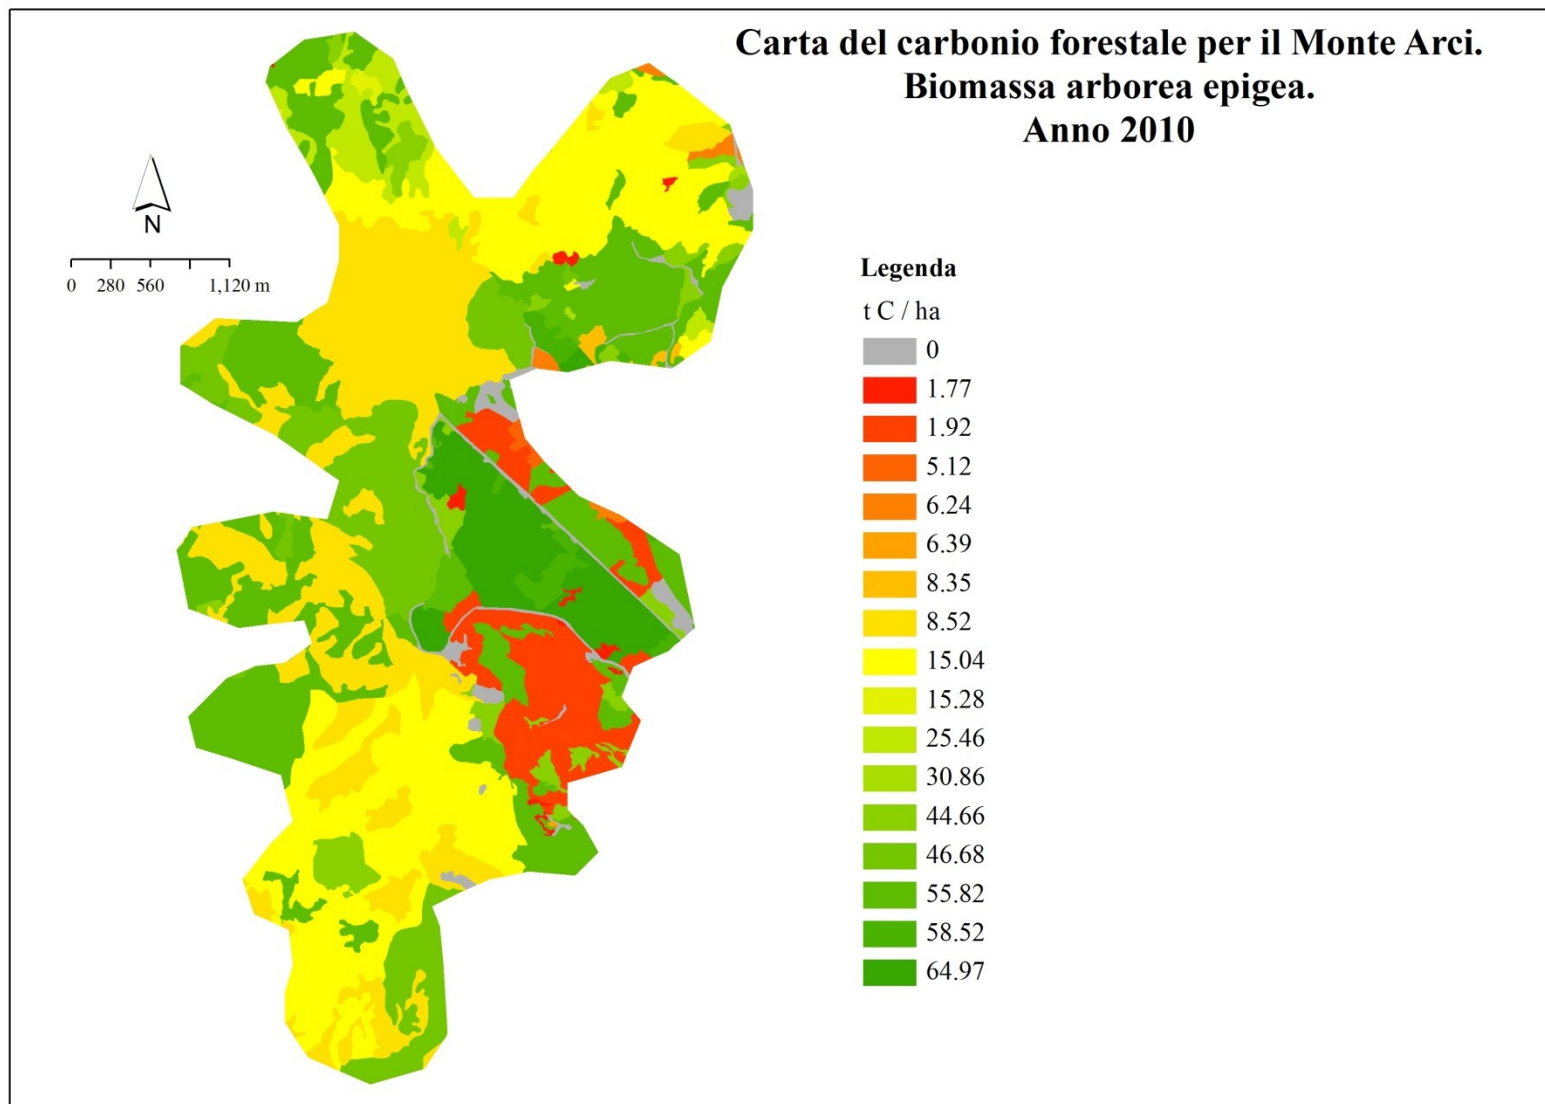 Carta del carbonio forestale per il Monte Arci.
Biomassa arborea epigea.
Anno 2010
N
0 280 560 1,120 m
Legenda
t C / ha
0
1.77
1.92
5.12
6.24
6.39
8.35
8.52
15.04
15.28
25.46
30.86
44.66
46.68
55.82
58.52
64.97